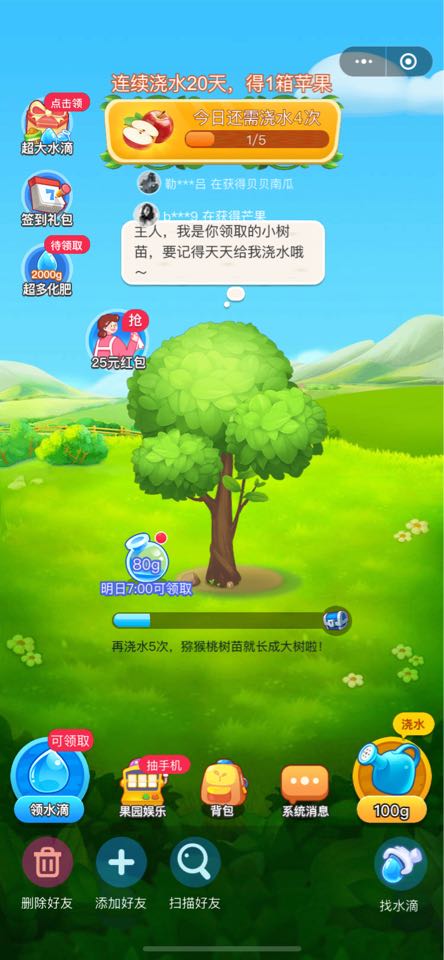 连续浇水20天，得1箱苹果
点击领
超大水滴
今日还需浇水4次
1/5
勒***吕 在获得贝贝南瓜
7
签到礼包
b***9 在获得芒果
主人，我是你领取的小树
苗，要记得天天给我浇水哦
～
待领取
2000g
超多化肥
抢
25元红包
80g
明日7:00可领取
再浇水5次，猕猴桃树苗就长成大树啦！
可领取
领水滴
抽手机
果园娱乐
背包
系统消息
浇水
100g
删除好友
添加好友
扫描好友
找水滴